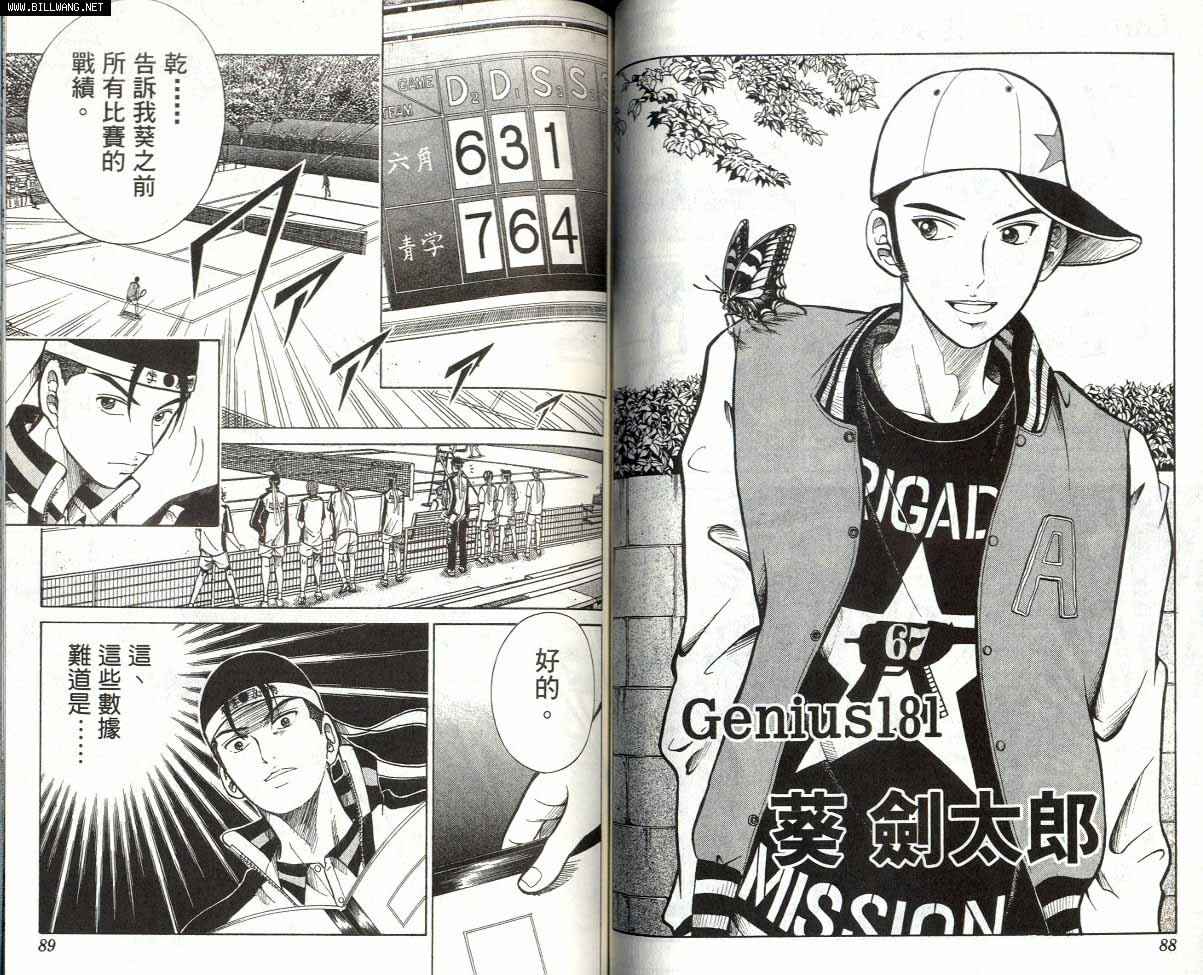 WWW.BILLWANG.NET
BRIGAD
A
67
Genius181
葵 劍太郎
MISSION
88
GAME
TEAM
D2 D1 S3 S
六角 6 3 1
青学 7 6 4
乾……
告訴我葵之前
所有比賽的
戰績。
好的。
這、
這些數據
難道是……
89